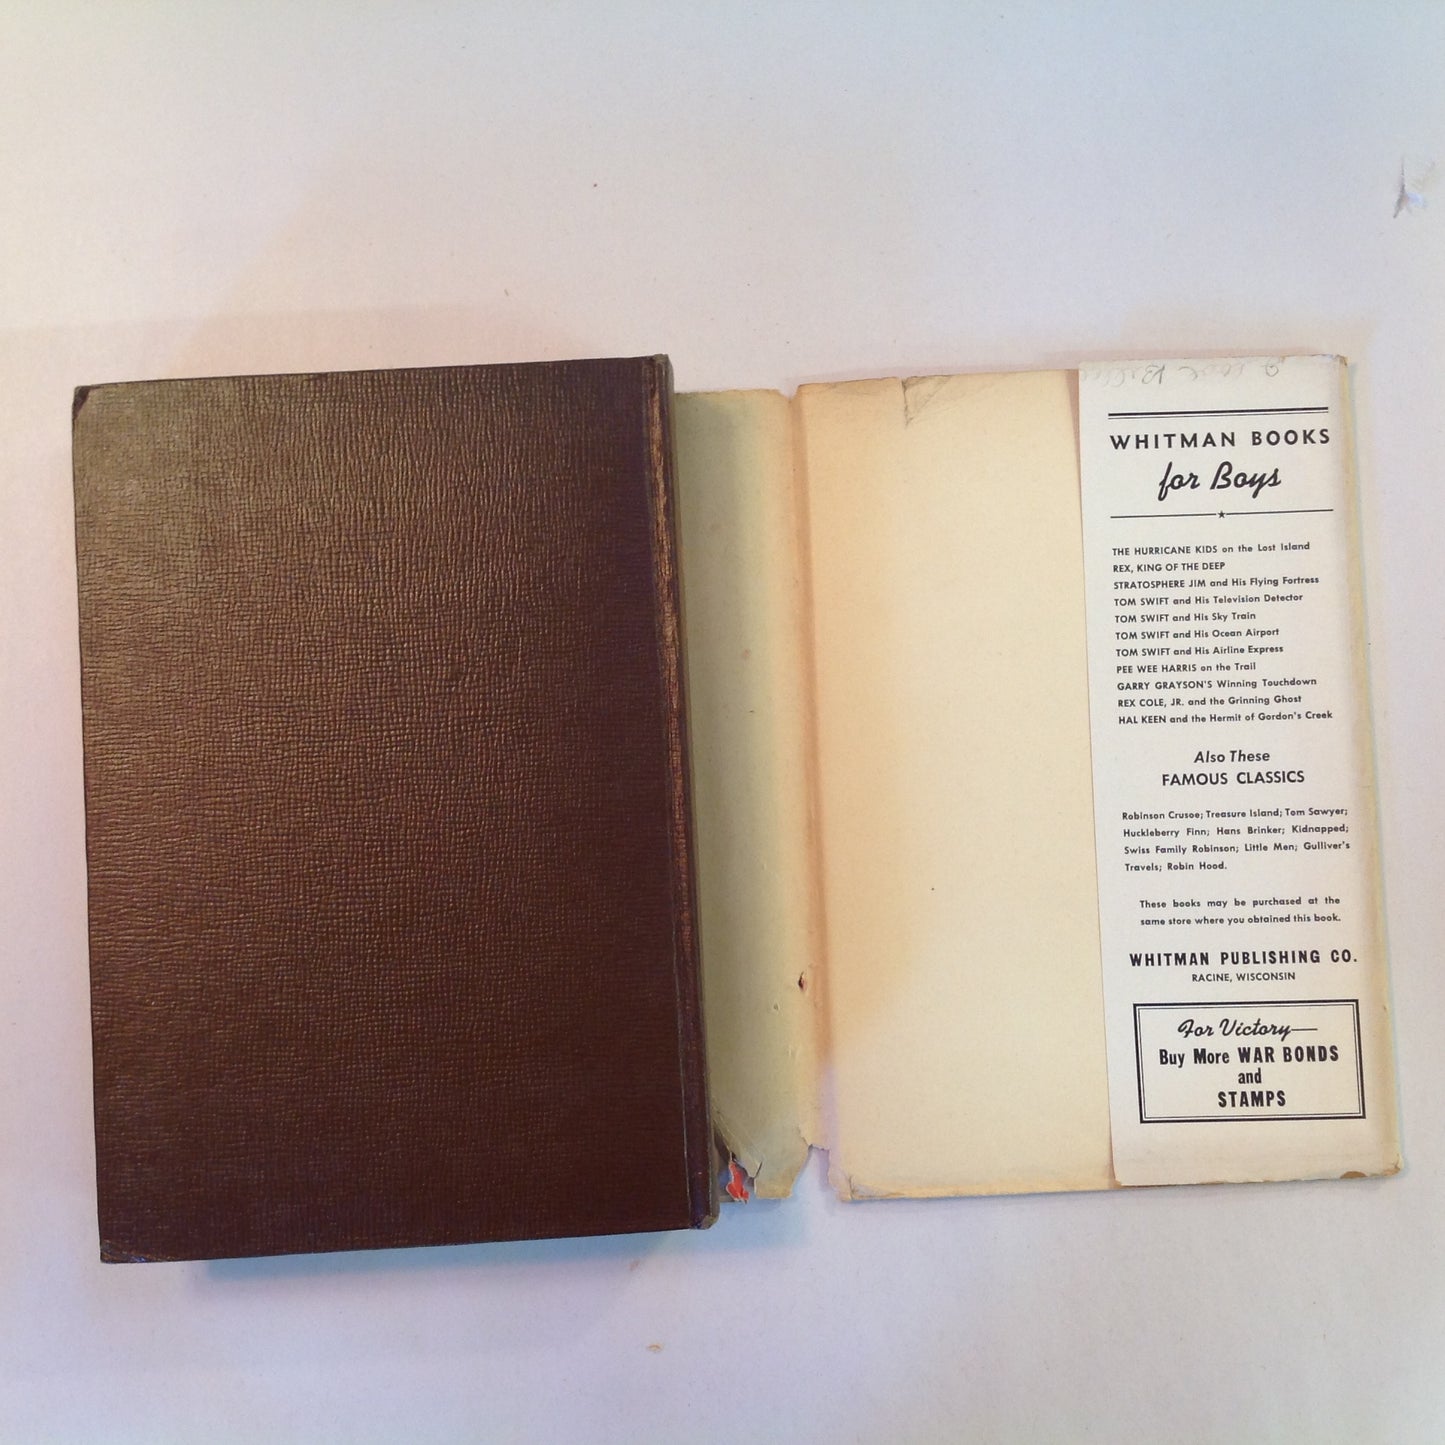 WHITMAN BOOKS
for Boys
THE HURRICANE KIDS on the Lost Island
REX, KING OF THE DEEP
STRATOSPHERE JIM and His Flying Fortress
TOM SWIFT and His Television Detector
TOM SWIFT and His Sky Train
TOM SWIFT and His Ocean Airport
TOM SWIFT and His Airline Express
PEE WEE HARRIS on the Trail
GARRY GRAYSON'S Winning Touchdown
REX COLE, JR. and the Grinning Ghost
HAL KEEN and the Hermit of Gordon's Creek
Also These
FAMOUS CLASSICS
Robinson Crusoe; Treasure Island; Tom Sawyer;
Huckleberry Finn; Hans Brinker; Kidnapped;
Swiss Family Robinson; Little Men; Gulliver's
Travels; Robin Hood.
These books may be purchased at the
same store where you obtained this book.
WHITMAN PUBLISHING CO.
RACINE, WISCONSIN
For Victory—
Buy More WAR BONDS
and
STAMPS